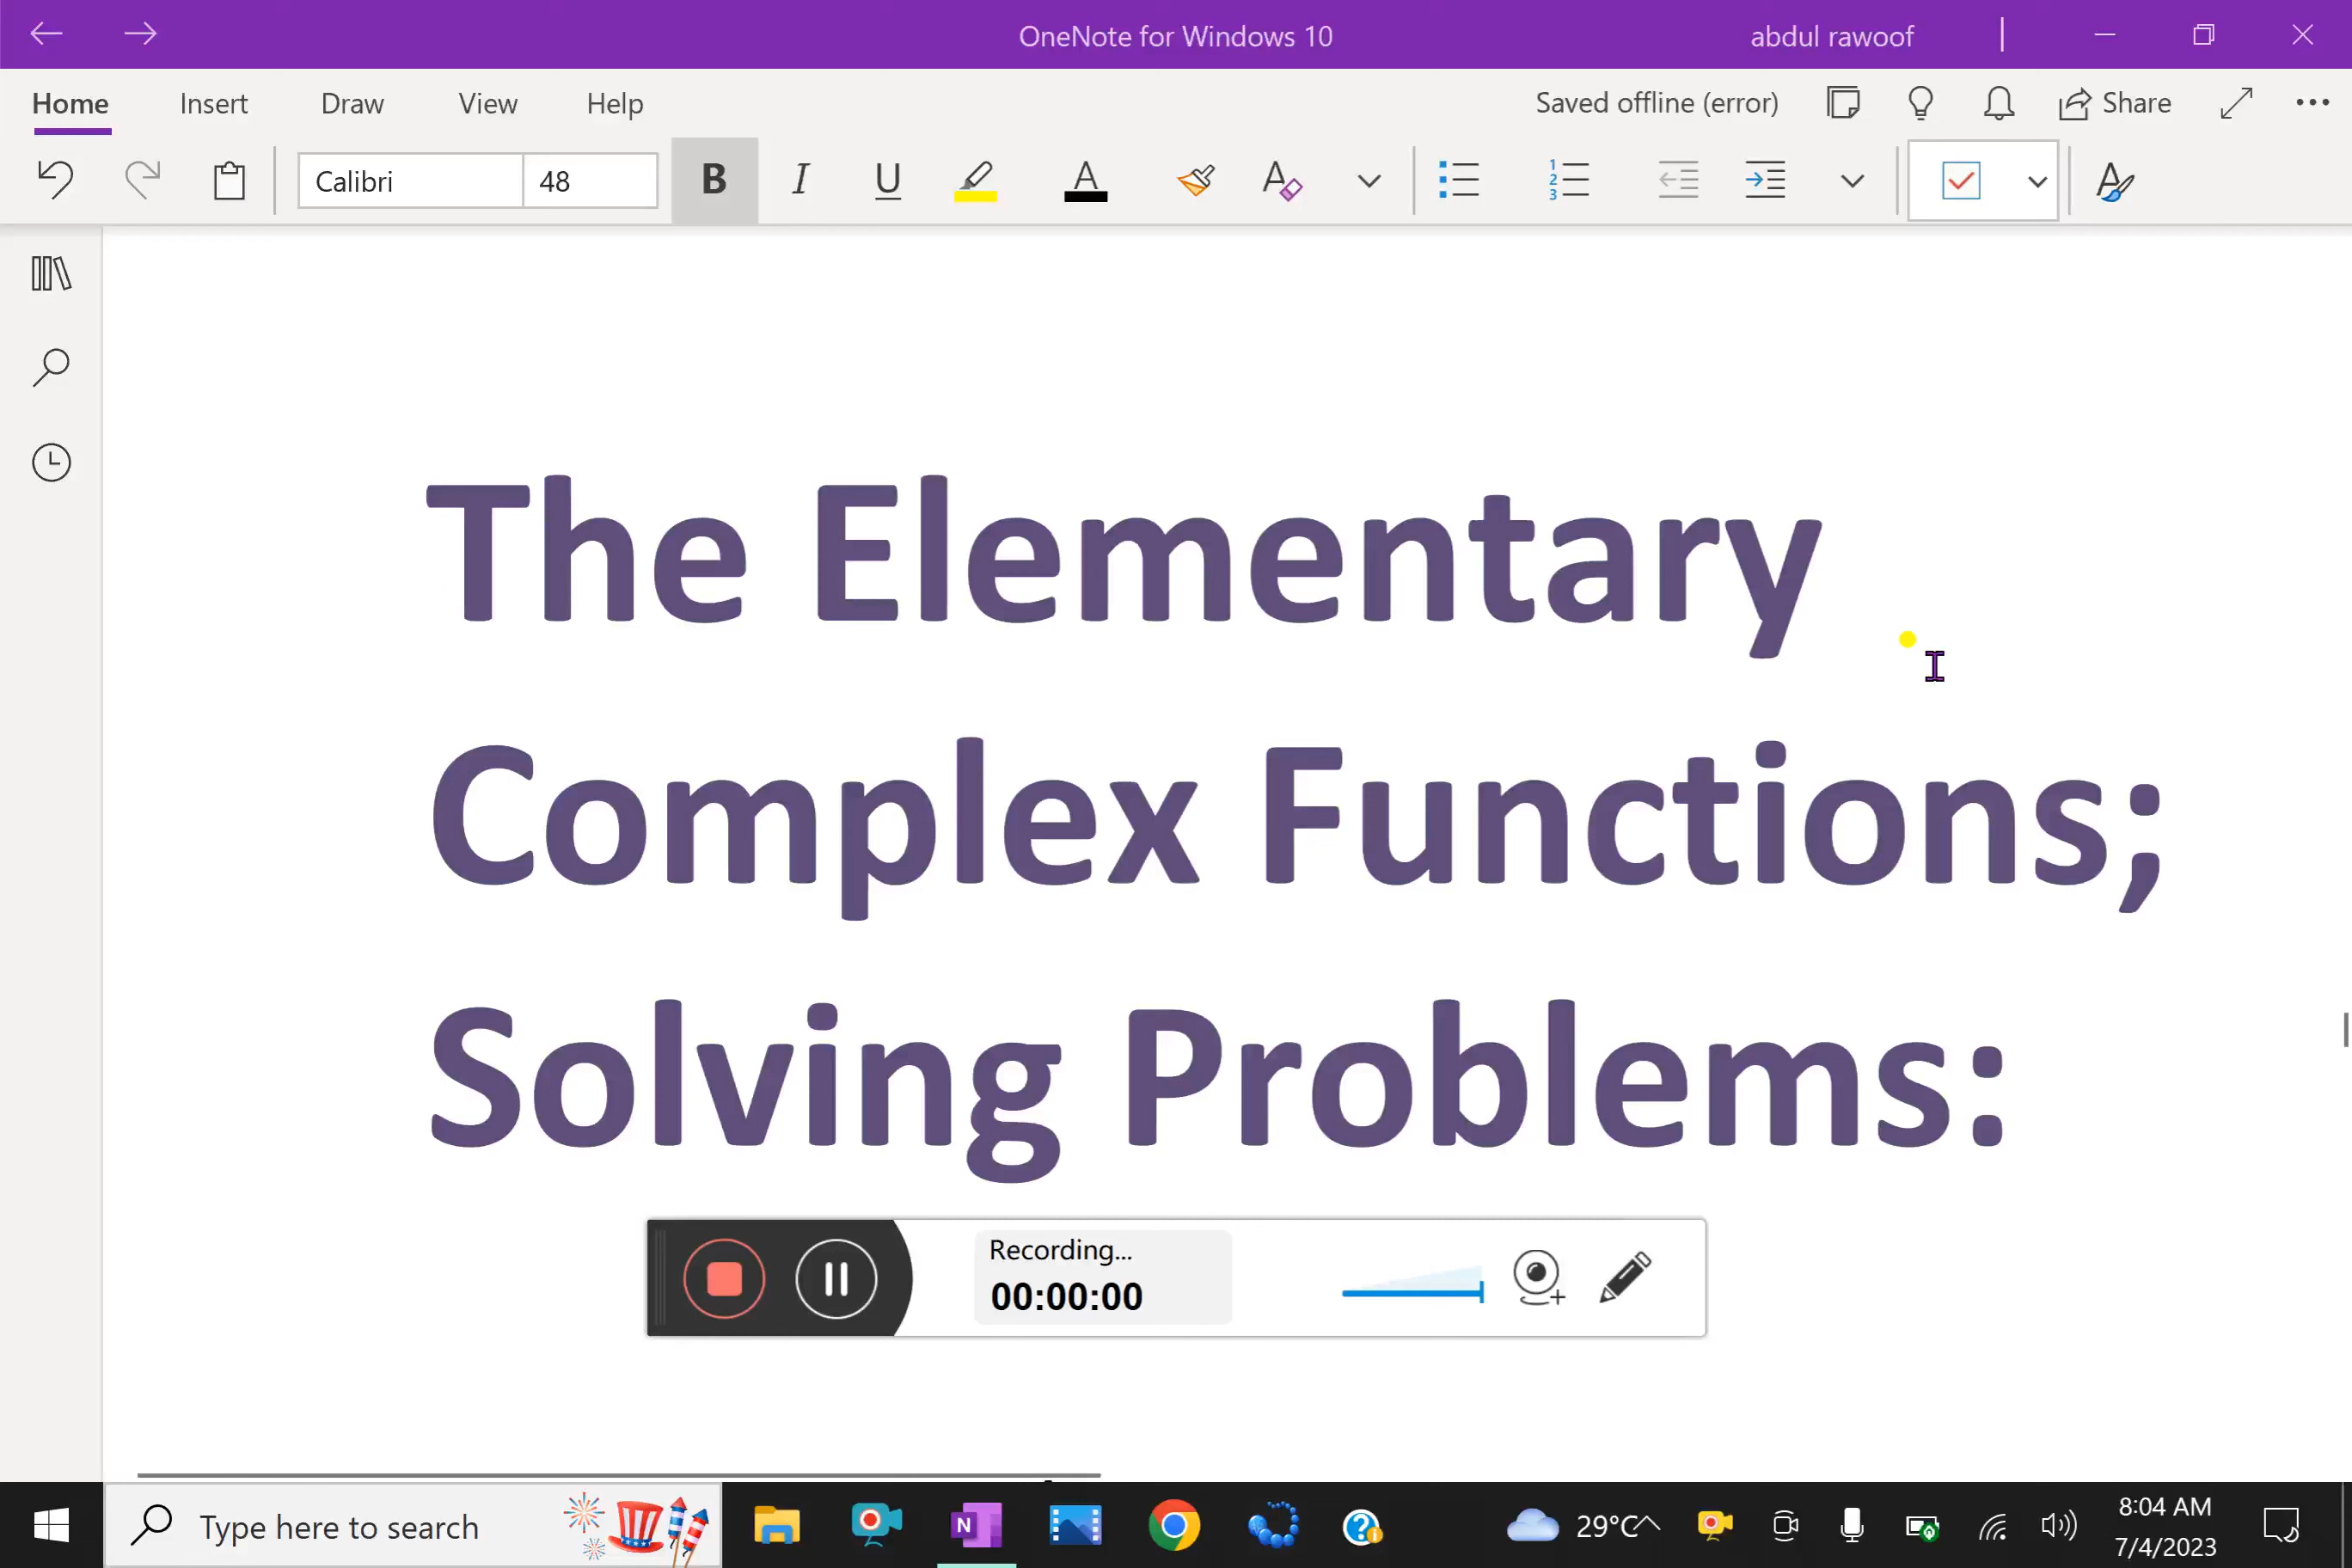 OneNote for Windows 10
abdul rawoof
Home Insert Draw View Help
Saved offline (error)
Share
Calibri 48
The Elementary
Complex Functions;
Solving Problems:
Recording...
00:00:00
Type here to search
29°C
8:04 AM
7/4/2023